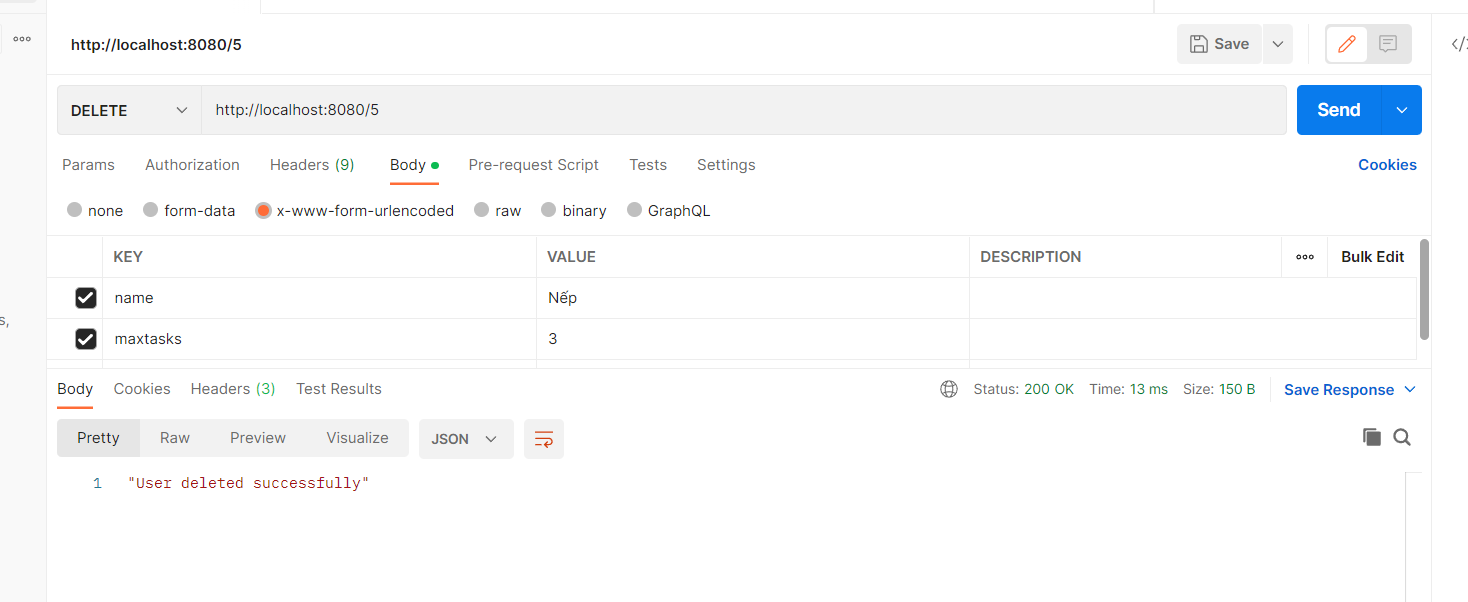 http://localhost:8080/5
Save
DELETE http://localhost:8080/5 Send
Params Authorization Headers (9) Body Pre-request Script Tests Settings Cookies
none form-data x-www-form-urlencoded raw binary GraphQL
KEY VALUE DESCRIPTION Bulk Edit
name Nếp
s,
maxtasks 3
Body Cookies Headers (3) Test Results Status: 200 OK Time: 13 ms Size: 150 B Save Response
Pretty Raw Preview Visualize JSON
1 "User deleted successfully"